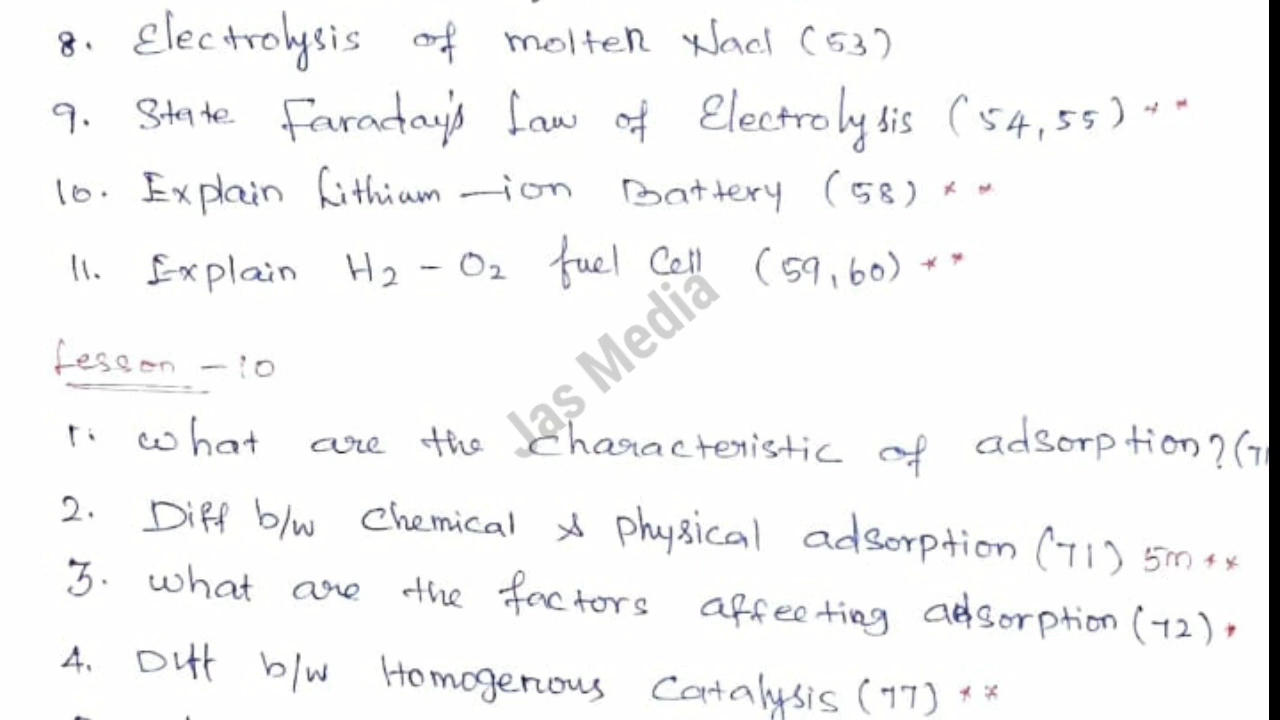 8. Electrolysis of molten Nacl (53)
9. State Faraday's Law of Electrolysis (54,55) **
10. Explain Lithium -ion Battery (58) **
11. Explain H2 - O2 fuel Cell (59,60) **
Jas Media
Lesson - 10
1. What are the characteristic of adsorption? (71
2. Diff b/w chemical & physical adsorption (71) 5m **
3. what are the factors affecting adsorption (72) *
4. Diff b/w Homogenous Catalysis (77) **